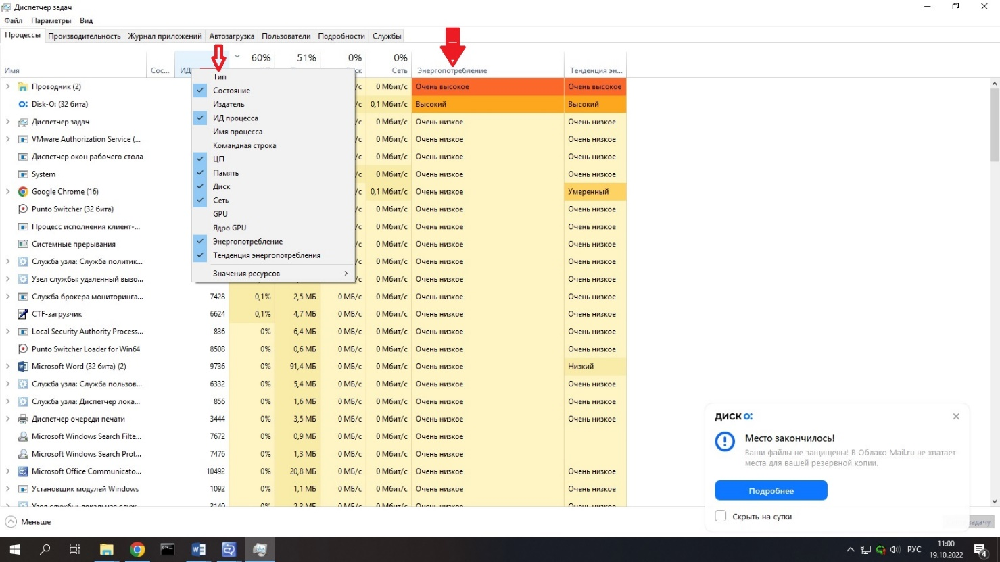 Диспетчер задач
Файл Параметры Вид
Процессы Производительность Журнал приложений Автозагрузка Пользователи Подробности Службы
60% 51% 0% 0%
Имя Сос... ИД Сеть Энергопотребление Тенденция эн...
Тип
Состояние
Издатель
ИД процесса
Имя процесса
Командная строка
ЦП
Память
Диск
Сеть
GPU
Ядро GPU
Энергопотребление
Тенденция энергопотребления
Значения ресурсов
Проводник (2) /с 0 Мбит/с Очень высокое Очень высокое
Disk-O: (32 бита) /с 0,1 Мбит/с Высокий Высокий
Диспетчер задач /с 0 Мбит/с Очень низкое Очень низкое
VMware Authorization Service (... /с 0 Мбит/с Очень низкое Очень низкое
Диспетчер окон рабочего стола /с 0 Мбит/с Очень низкое Очень низкое
System /с 0 Мбит/с Очень низкое Очень низкое
Google Chrome (16) /с 0,1 Мбит/с Очень низкое Умеренный
Punto Switcher (32 бита) /с 0 Мбит/с Очень низкое Очень низкое
Процесс исполнения клиент-... /с 0 Мбит/с Очень низкое Очень низкое
Системные прерывания /с 0 Мбит/с Очень низкое Очень низкое
Служба узла: Служба политик... /с 0 Мбит/с Очень низкое Очень низкое
Узел службы: удаленный вызо... /с 0 Мбит/с Очень низкое Очень низкое
Служба брокера мониторинга... 7428 0,1% 2,5 МБ 0 МБ/с 0 Мбит/с Очень низкое Очень низкое
CTF-загрузчик 6624 0,1% 4,7 МБ 0 МБ/с 0 Мбит/с Очень низкое Очень низкое
Local Security Authority Process... 836 0% 6,4 МБ 0 МБ/с 0 Мбит/с Очень низкое Очень низкое
Punto Switcher Loader for Win64 8508 0% 0,6 МБ 0 МБ/с 0 Мбит/с Очень низкое Очень низкое
Microsoft Word (32 бита) (2) 9736 0% 91,4 МБ 0 МБ/с 0 Мбит/с Очень низкое Низкий
Служба узла: Служба пользов... 6332 0% 5,4 МБ 0 МБ/с 0 Мбит/с Очень низкое Очень низкое
Служба узла: Диспетчер лока... 856 0% 1,6 МБ 0 МБ/с 0 Мбит/с Очень низкое Очень низкое
Диспетчер очереди печати 3444 0% 3,5 МБ 0 МБ/с 0 Мбит/с Очень низкое Очень низкое
Microsoft Windows Search Filte... 7672 0% 0,9 МБ 0 МБ/с 0 Мбит/с Очень низкое
Microsoft Windows Search Prot... 7476 0% 1,3 МБ 0 МБ/с 0 Мбит/с Очень низкое
Microsoft Office Communicato... 10492 0% 20,8 МБ 0 МБ/с 0 Мбит/с Очень низкое Очень низкое
Установщик модулей Windows 1092 0% 1,1 МБ 0 МБ/с 0 Мбит/с Очень низкое Очень низкое
Узел службы: локальная служ... 3140 0% 2,3 МБ 0 МБ/с 0 Мбит/с Очень низкое Очень низкое
Меньше
ДИСК О:
Место закончилось!
Ваши файлы не защищены! В Облако Mail.ru не хватает
места для вашей резервной копии.
Подробнее
Скрыть на сутки
задачу
РУС 11:00
19.10.2022
4